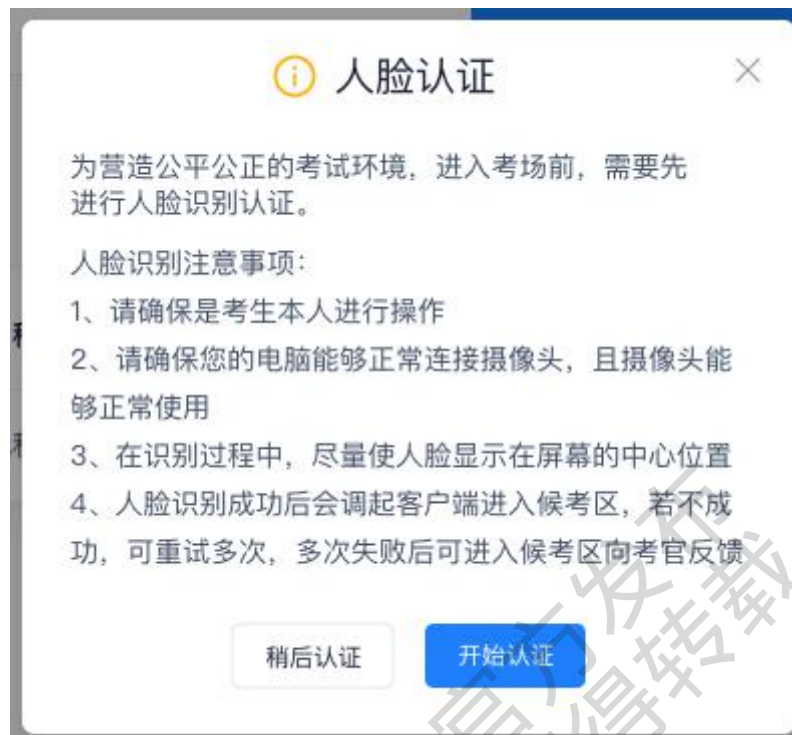 人脸认证
为营造公平公正的考试环境，进入考场前，需要先
进行人脸识别认证。
人脸识别注意事项：
1、请确保是考生本人进行操作
2、请确保您的电脑能够正常连接摄像头，且摄像头能
够正常使用
3、在识别过程中，尽量使人脸显示在屏幕的中心位置
4、人脸识别成功后会调起客户端进入候考区，若不成
功，可重试多次，多次失败后可进入候考区向考官反馈
稍后认证
开始认证
官方发布
得转载